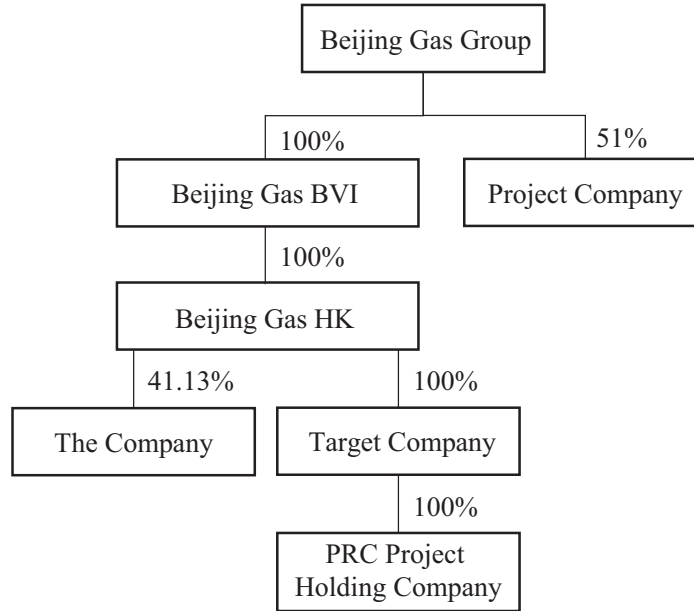 Beijing Gas Group
100%
51%
Beijing Gas BVI
Project Company
100%
Beijing Gas HK
41.13%
100%
The Company
Target Company
100%
PRC Project
Holding Company